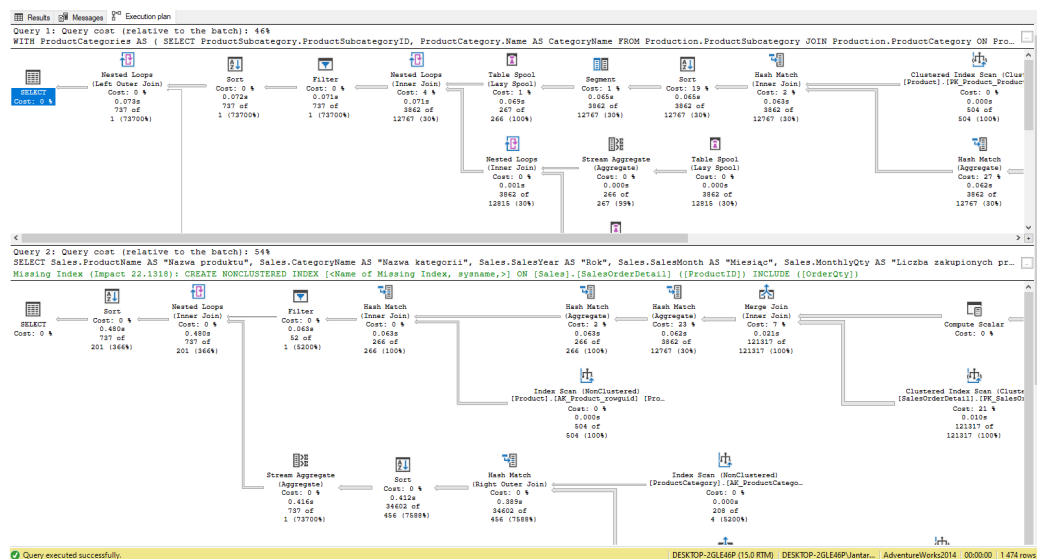 Results Messages Execution plan
Query 1: Query cost (relative to the batch): 46%
WITH ProductCategories AS ( SELECT ProductSubcategory.ProductSubcategoryID, ProductCategory.Name AS CategoryName FROM Production.ProductSubcategory JOIN Production.ProductCategory ON Pro...
SELECT
Cost: 0 %
Nested Loops
(Left Outer Join)
Cost: 0 %
0.073s
737 of
1 (73700%)
Sort
Cost: 0 %
0.072s
737 of
1 (73700%)
Filter
Cost: 0 %
0.071s
737 of
1 (73700%)
Nested Loops
(Inner Join)
Cost: 4 %
0.071s
3862 of
12767 (30%)
Table Spool
(Lazy Spool)
Cost: 1 %
0.069s
267 of
266 (100%)
Segment
Cost: 1 %
0.065s
3862 of
12767 (30%)
Sort
Cost: 19 %
0.065s
3862 of
12767 (30%)
Hash Match
(Inner Join)
Cost: 2 %
0.063s
3862 of
12767 (30%)
Clustered Index Scan (Clus
[Product].[PK_Product_Product
Cost: 0 %
0.000s
504 of
504 (100%)
Nested Loops
(Inner Join)
Cost: 0 %
0.001s
3862 of
12815 (30%)
Stream Aggregate
(Aggregate)
Cost: 0 %
0.000s
266 of
267 (99%)
Table Spool
(Lazy Spool)
Cost: 0 %
0.000s
3862 of
12815 (30%)
Hash Match
(Aggregate)
Cost: 27 %
0.062s
3862 of
12767 (30%)
Query 2: Query cost (relative to the batch): 54%
SELECT Sales.ProductName AS "Nazwa produktu", Sales.CategoryName AS "Nazwa kategorii", Sales.SalesYear AS "Rok", Sales.SalesMonth AS "Miesiąc", Sales.MonthlyQty AS "Liczba zakupionych pr...
Missing Index (Impact 22.1318): CREATE NONCLUSTERED INDEX [<Name of Missing Index, sysname,>] ON [Sales].[SalesOrderDetail] ([ProductID]) INCLUDE ([OrderQty])
SELECT
Cost: 0 %
Sort
Cost: 0 %
0.480s
737 of
201 (366%)
Nested Loops
(Inner Join)
Cost: 0 %
0.480s
737 of
201 (366%)
Filter
Cost: 0 %
0.063s
52 of
1 (5200%)
Hash Match
(Inner Join)
Cost: 0 %
0.063s
266 of
266 (100%)
Hash Match
(Aggregate)
Cost: 2 %
0.063s
266 of
266 (100%)
Hash Match
(Aggregate)
Cost: 23 %
0.062s
3862 of
12767 (30%)
Merge Join
(Inner Join)
Cost: 7 %
0.021s
121317 of
121317 (100%)
Compute Scalar
Cost: 0 %
Index Scan (NonClustered)
[Product].[AK_Product_rowguid] [Pro...
Cost: 0 %
0.000s
504 of
504 (100%)
Clustered Index Scan (Cluste
[SalesOrderDetail].[PK_SalesOr
Cost: 21 %
0.010s
121317 of
121317 (100%)
Stream Aggregate
(Aggregate)
Cost: 0 %
0.416s
737 of
1 (73700%)
Sort
Cost: 0 %
0.412s
34602 of
456 (7588%)
Hash Match
(Right Outer Join)
Cost: 0 %
0.389s
34602 of
456 (7588%)
Index Scan (NonClustered)
[ProductCategory].[AK_ProductCatego...
Cost: 0 %
0.000s
208 of
4 (5200%)
Query executed successfully.
DESKTOP-2GLE46P (15.0 RTM) DESKTOP-2GLE46P\Jantar... AdventureWorks2014 00:00:00 1 474 rows